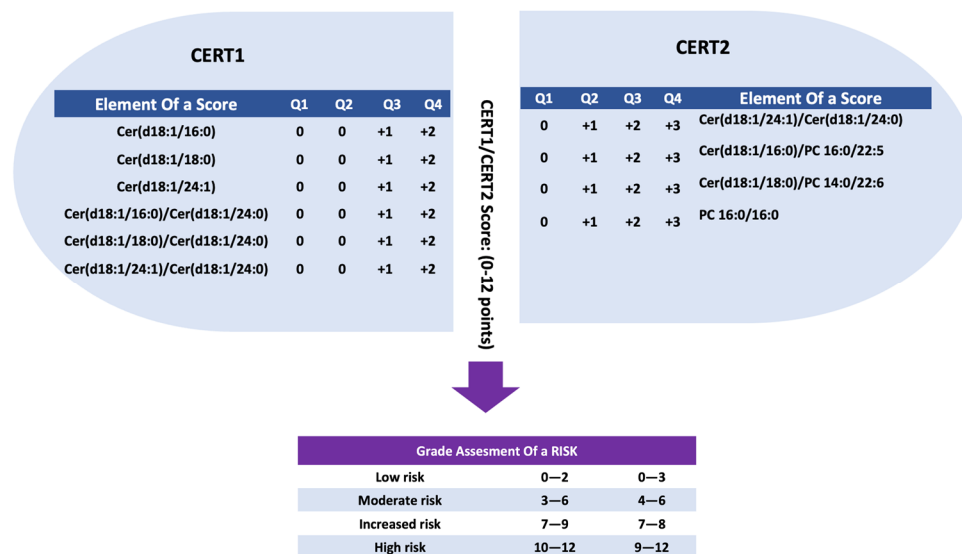 CERT1
Element Of a Score Q1 Q2 Q3 Q4
Cer(d18:1/16:0) 0 0 +1 +2
Cer(d18:1/18:0) 0 0 +1 +2
Cer(d18:1/24:1) 0 0 +1 +2
Cer(d18:1/16:0)/Cer(d18:1/24:0) 0 0 +1 +2
Cer(d18:1/18:0)/Cer(d18:1/24:0) 0 0 +1 +2
Cer(d18:1/24:1)/Cer(d18:1/24:0) 0 0 +1 +2
CERT1/CERT2 Score: (0-12 points)
CERT2
Q1 Q2 Q3 Q4 Element Of a Score
0 +1 +2 +3 Cer(d18:1/24:1)/Cer(d18:1/24:0)
0 +1 +2 +3 Cer(d18:1/16:0)/PC 16:0/22:5
0 +1 +2 +3 Cer(d18:1/18:0)/PC 14:0/22:6
0 +1 +2 +3 PC 16:0/16:0
Grade Assesment Of a RISK
Low risk 0—2 0—3
Moderate risk 3—6 4—6
Increased risk 7—9 7—8
High risk 10—12 9—12